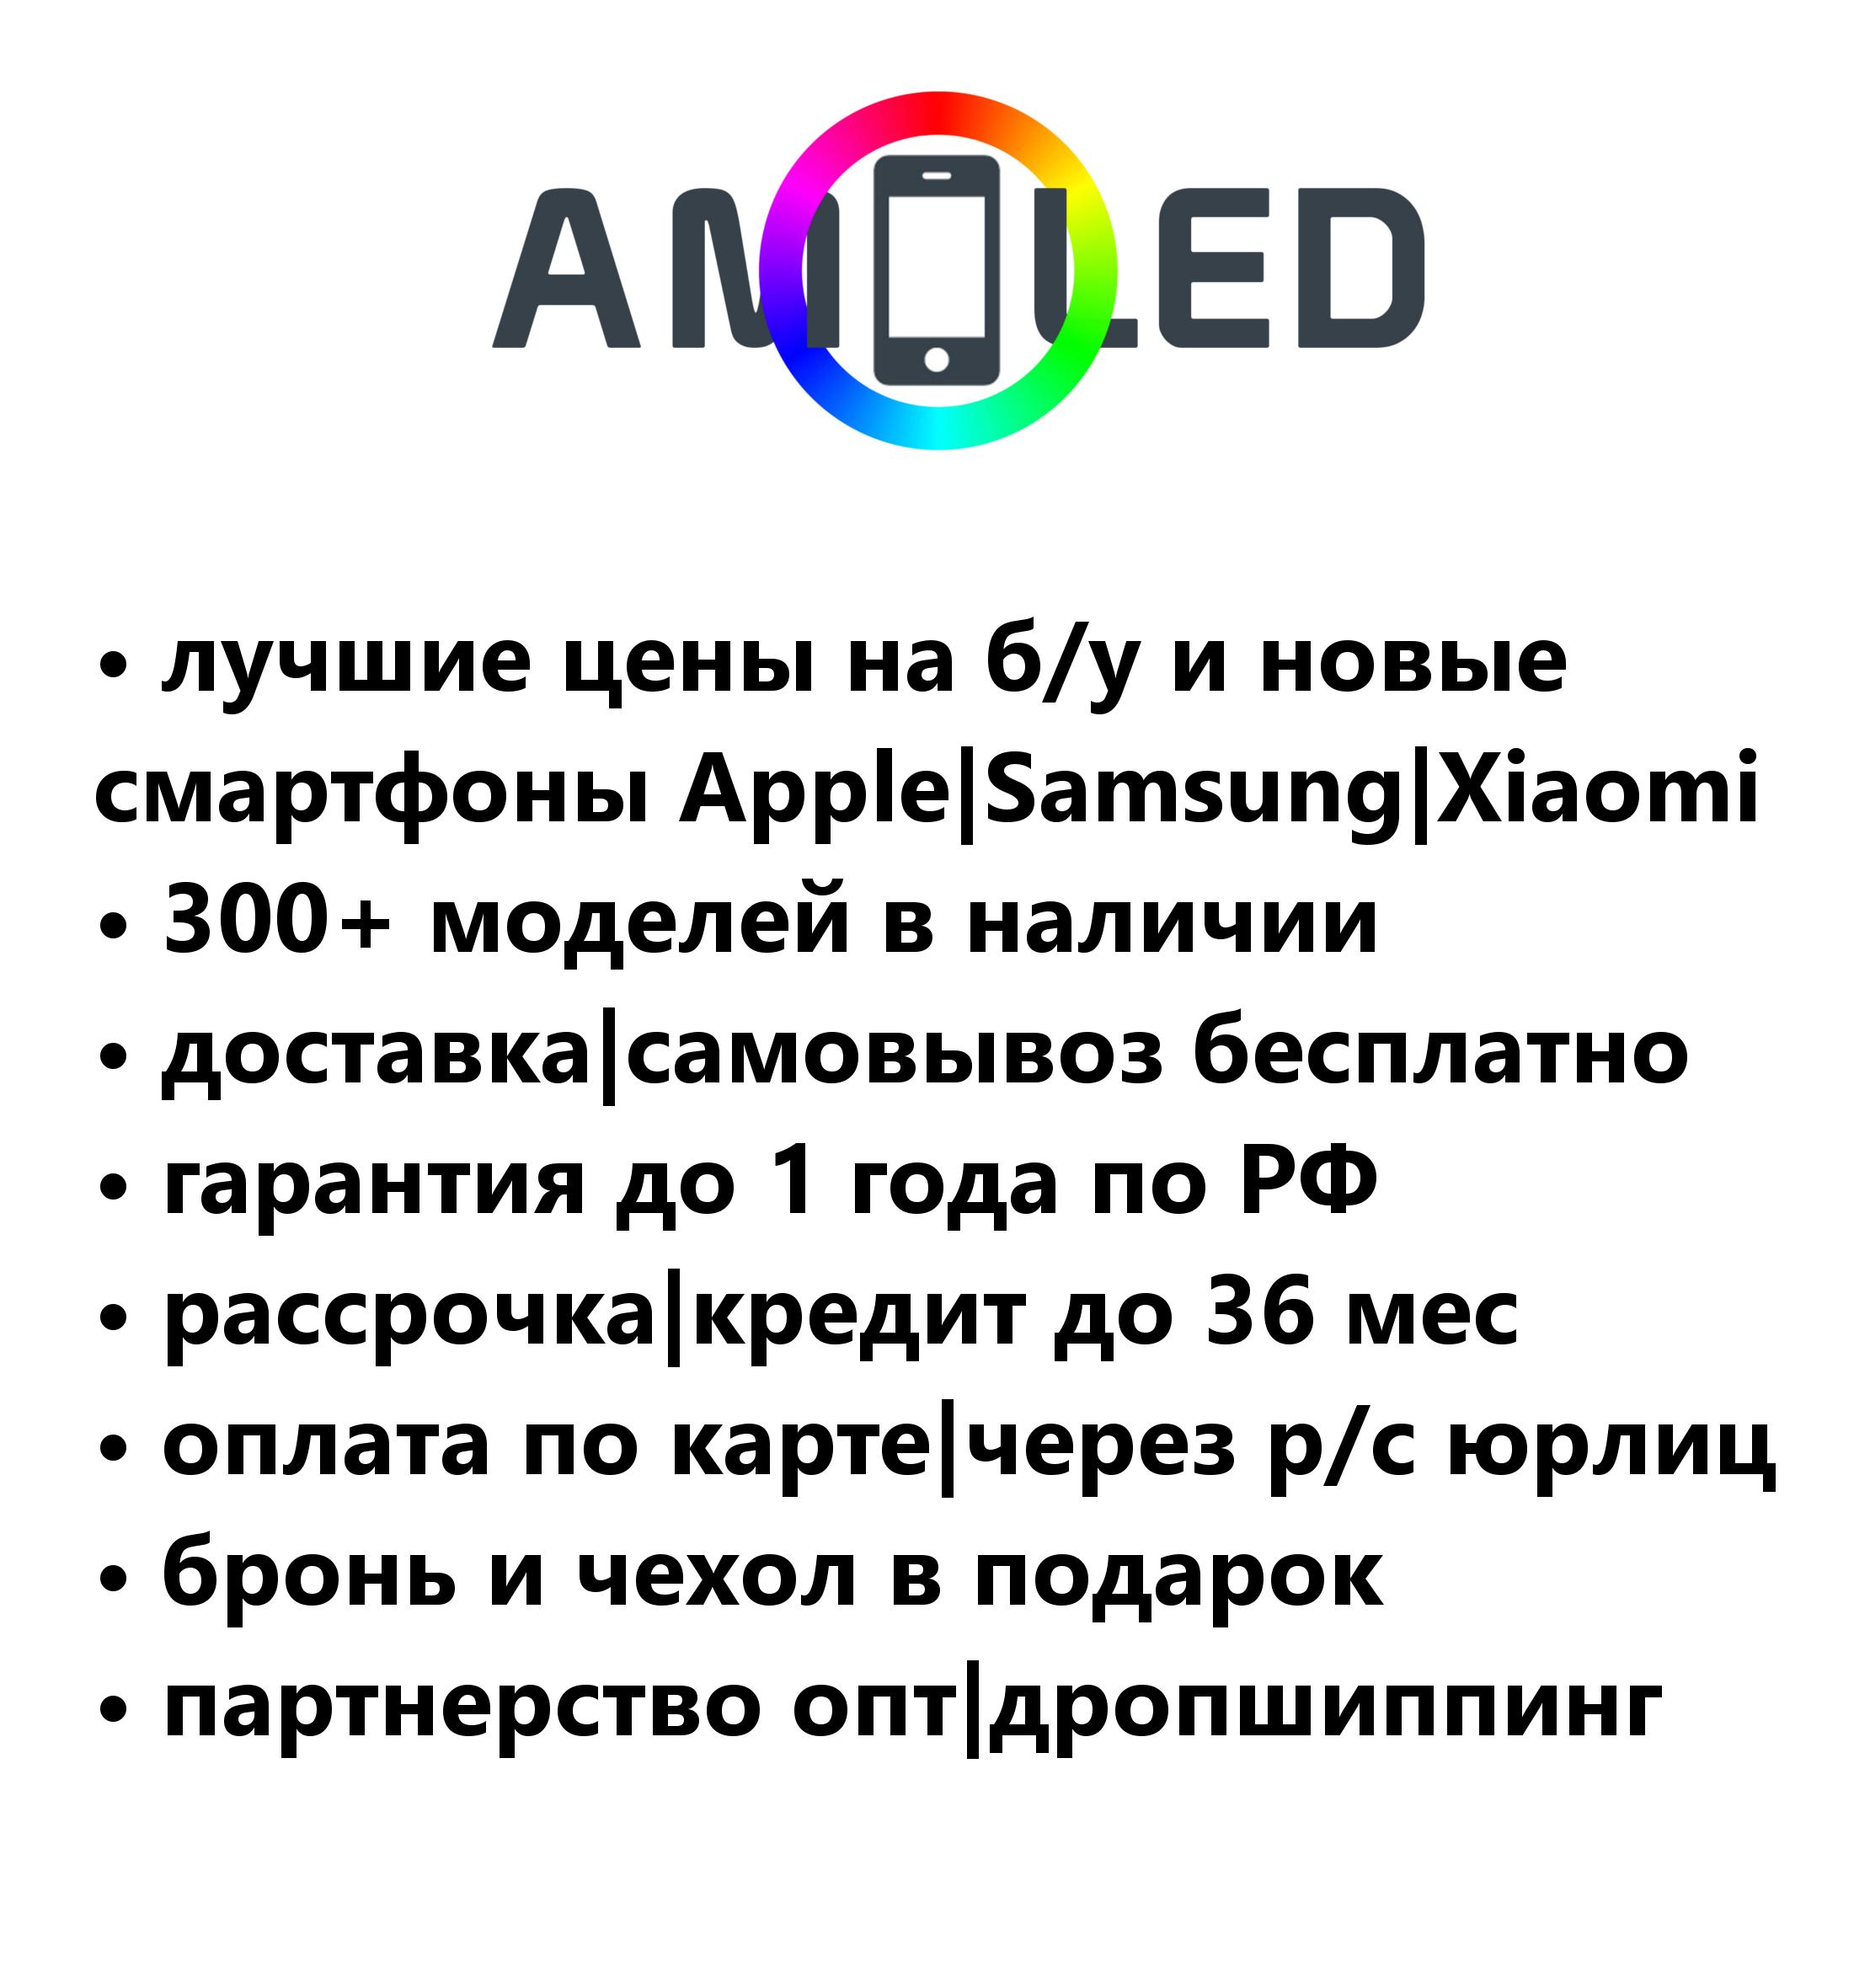 AMOLED
• лучшие цены на б/у и новые
смартфоны Apple|Samsung|Xiaomi
• 300+ моделей в наличии
• доставка|самовывоз бесплатно
• гарантия до 1 года по РФ
• рассрочка|кредит до 36 мес
• оплата по карте|через р/с юрлиц
• бронь и чехол в подарок
• партнерство опт|дропшиппинг